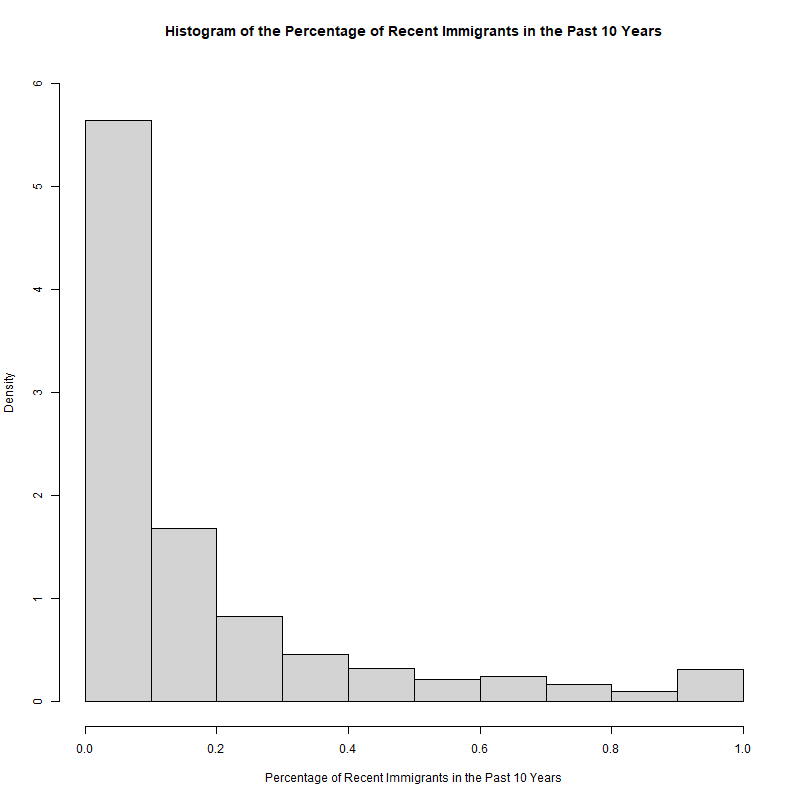 Histogram of the Percentage of Recent Immigrants in the Past 10 Years
6
5
4
3
2
1
0
Density
0.0 0.2 0.4 0.6 0.8 1.0
Percentage of Recent Immigrants in the Past 10 Years